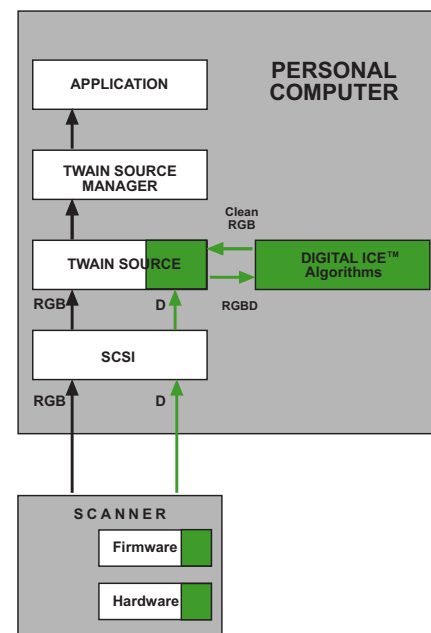 PERSONAL
COMPUTER
APPLICATION
TWAIN SOURCE
MANAGER
Clean
RGB
TWAIN SOURCE
DIGITAL ICE™
Algorithms
RGB
D
RGBD
SCSI
RGB
D
SCANNER
Firmware
Hardware